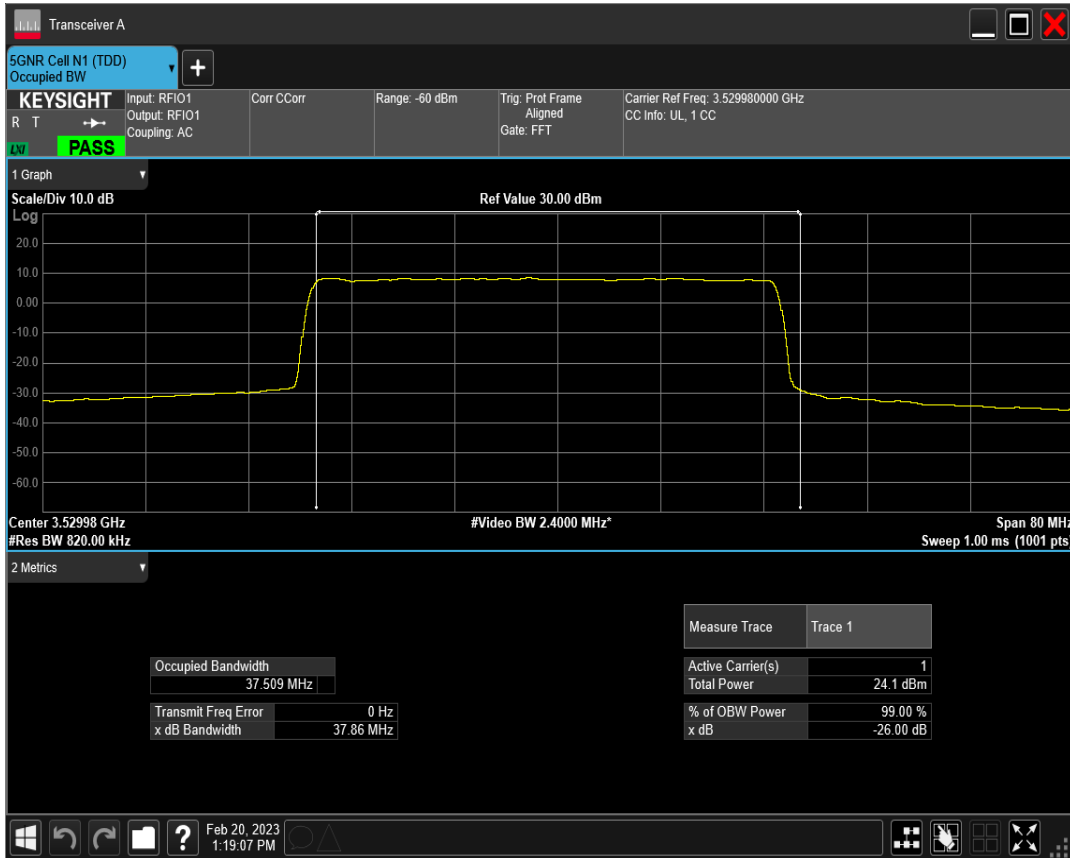 Transceiver A
5GNR Cell N1 (TDD)
Occupied BW
+
KEYSIGHT
R T
LXI
PASS
Input: RFIO1
Output: RFIO1
Coupling: AC
Corr CCorr
Range: -60 dBm
Trig: Prot Frame
Aligned
Gate: FFT
Carrier Ref Freq: 3.529980000 GHz
CC Info: UL, 1 CC
1 Graph
Scale/Div 10.0 dB
Ref Value 30.00 dBm
Log
20.0
10.0
0.00
-10.0
-20.0
-30.0
-40.0
-50.0
-60.0
Center 3.52998 GHz
#Video BW 2.4000 MHz*
Span 80 MHz
#Res BW 820.00 kHz
Sweep 1.00 ms (1001 pts)
2 Metrics
Measure Trace Trace 1
Occupied Bandwidth
37.509 MHz
Active Carrier(s) 1
Total Power 24.1 dBm
Transmit Freq Error 0 Hz
x dB Bandwidth 37.86 MHz
% of OBW Power 99.00 %
x dB -26.00 dB
?
Feb 20, 2023
1:19:07 PM